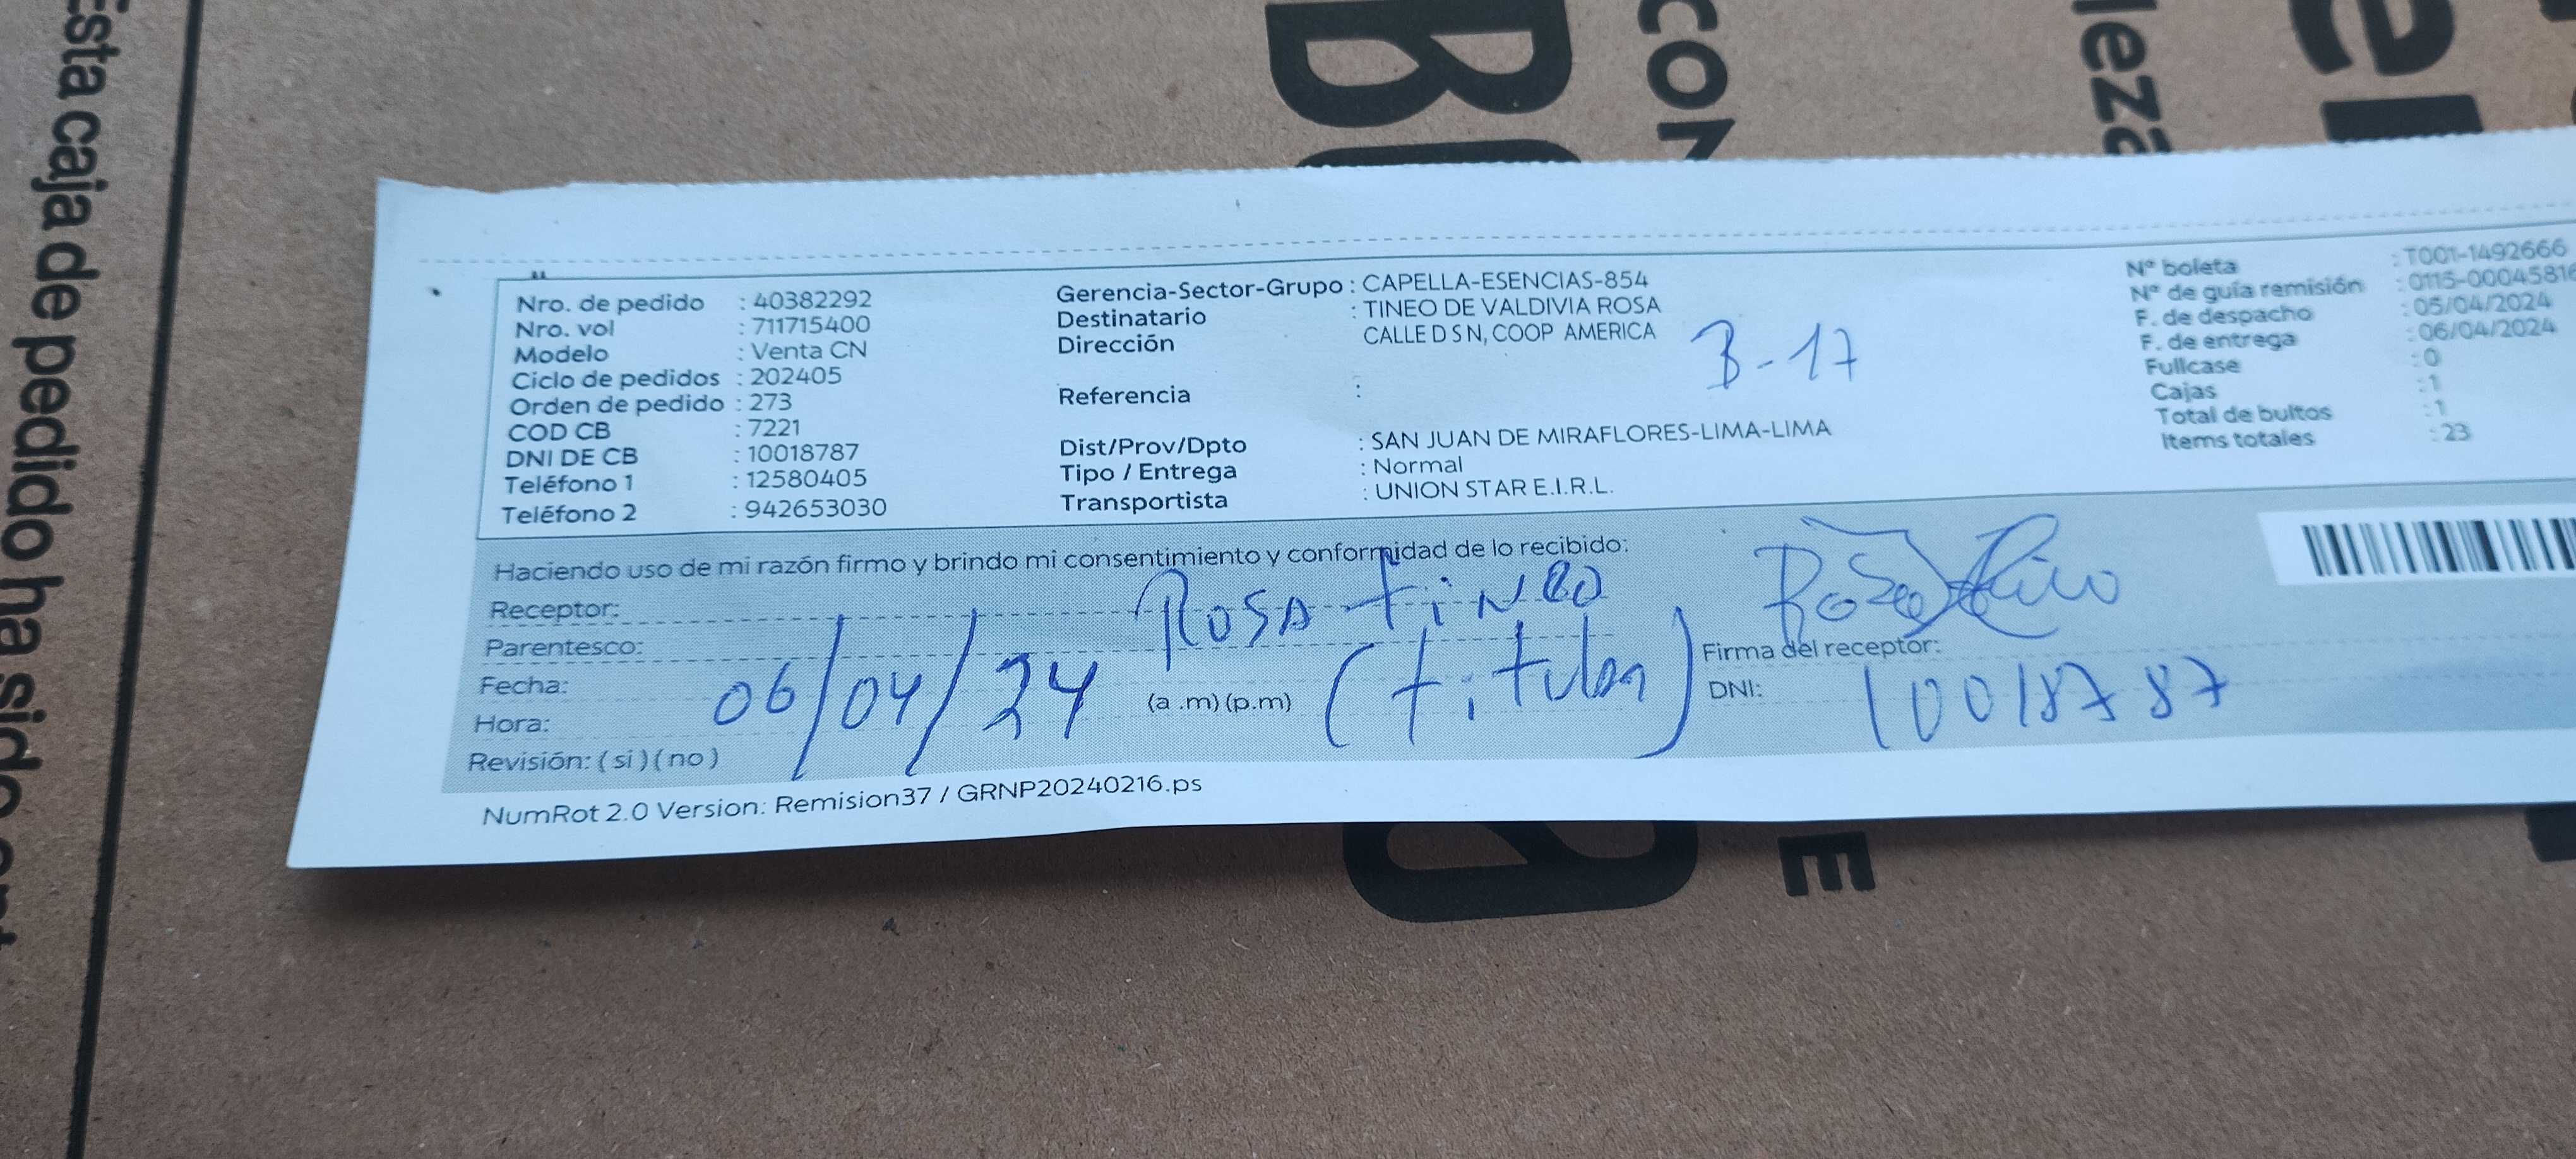 Esta caja de pedido ha sido
CON
leza
el
E
Nro. de pedido : 40382292
Nro. vol : 711715400
Modelo : Venta CN
Ciclo de pedidos : 202405
Orden de pedido : 273
COD CB : 7221
DNI DE CB : 10018787
Teléfono 1 : 12580405
Teléfono 2 : 942653030
Gerencia-Sector-Grupo : CAPELLA-ESENCIAS-854
Destinatario : TINEO DE VALDIVIA ROSA
Dirección CALLE D S N, COOP AMERICA
B-17
Referencia :
Dist/Prov/Dpto : SAN JUAN DE MIRAFLORES-LIMA-LIMA
Tipo / Entrega : Normal
Transportista : UNION STAR E.I.R.L.
N° boleta : T001-1492666
N° de guía remisión : 0115-00045816
F. de despacho : 05/04/2024
F. de entrega : 06/04/2024
Fullcase : 0
Cajas : 1
Total de bultos : 1
Items totales : 23
Haciendo uso de mi razón firmo y brindo mi consentimiento y conformidad de lo recibido:
Receptor: ROSA tiNEO
Parentesco: (titular)
Fecha: 06/04/24
Hora: (a .m) (p.m)
Revisión: ( si ) ( no )
Firma del receptor:
DNI: 10018787
NumRot 2.0 Version: Remision37 / GRNP20240216.ps